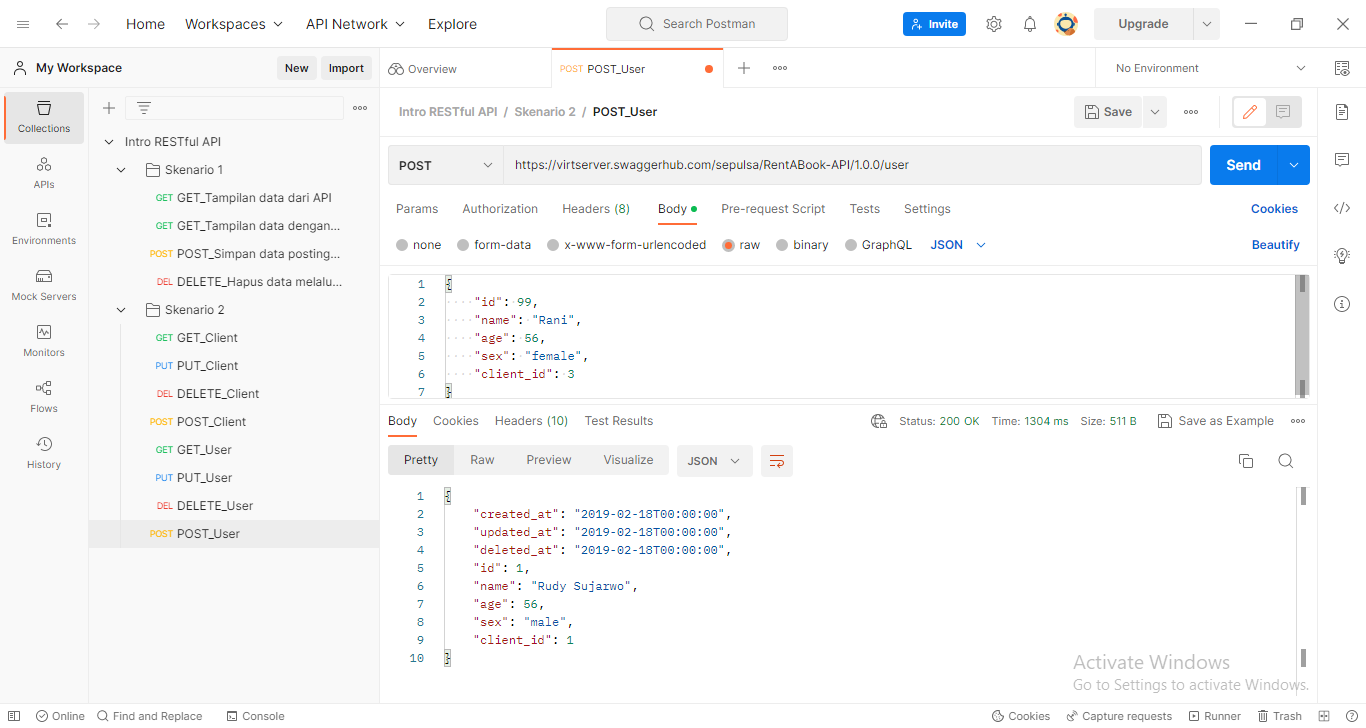 Home Workspaces API Network Explore Search Postman Invite Upgrade
My Workspace New Import Overview POST POST_User No Environment
Collections
APIs
Environments
Mock Servers
Monitors
Flows
History
Intro RESTful API
Skenario 1
GET GET_Tampilan data dari API
GET GET_Tampilan data dengan...
POST POST_Simpan data posting...
DEL DELETE_Hapus data melalu...
Skenario 2
GET GET_Client
PUT PUT_Client
DEL DELETE_Client
POST POST_Client
GET GET_User
PUT PUT_User
DEL DELETE_User
POST POST_User
Intro RESTful API / Skenario 2 / POST_User Save
POST https://virtserver.swaggerhub.com/sepulsa/RentABook-API/1.0.0/user Send
Params Authorization Headers (8) Body Pre-request Script Tests Settings Cookies
none form-data x-www-form-urlencoded raw binary GraphQL JSON Beautify
1 {
2 "id": 99,
3 "name": "Rani",
4 "age": 56,
5 "sex": "female",
6 "client_id": 3
7 }
Body Cookies Headers (10) Test Results Status: 200 OK Time: 1304 ms Size: 511 B Save as Example
Pretty Raw Preview Visualize JSON
1 {
2 "created_at": "2019-02-18T00:00:00",
3 "updated_at": "2019-02-18T00:00:00",
4 "deleted_at": "2019-02-18T00:00:00",
5 "id": 1,
6 "name": "Rudy Sujarwo",
7 "age": 56,
8 "sex": "male",
9 "client_id": 1
10 }
Activate Windows
Go to Settings to activate Windows.
Online Find and Replace Console Cookies Capture requests Runner Trash